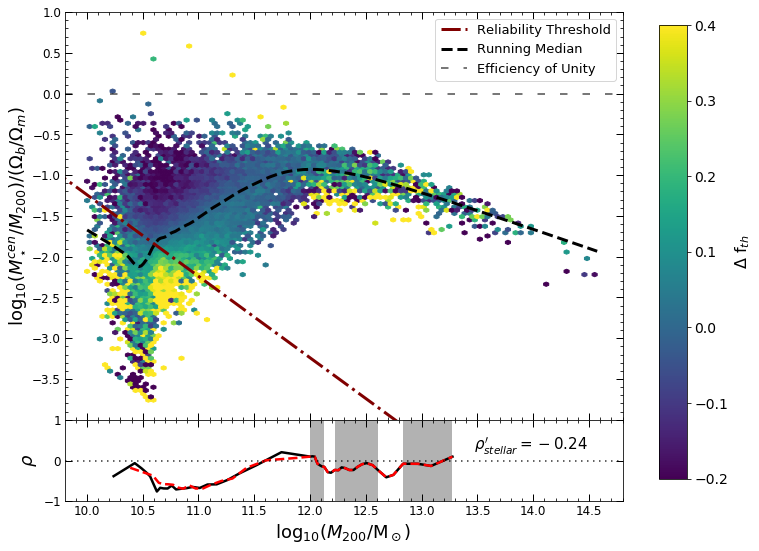 1.0
0.5
0.0
−0.5
−1.0
−1.5
−2.0
−2.5
−3.0
−3.5
log₁₀(M⋆ᶜᵉⁿ/M₂₀₀)/(Ω_b/Ω_m)
Reliability Threshold
Running Median
Efficiency of Unity
0.4
0.3
0.2
0.1
0.0
−0.1
−0.2
Δ f_th
1
0
−1
ρ
ρ′_stellar = −0.24
10.0 10.5 11.0 11.5 12.0 12.5 13.0 13.5 14.0 14.5
log₁₀(M₂₀₀/M_⊙)